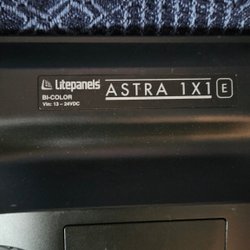 Litepanels ASTRA 1X1 E
BI-COLOR
Vin: 13 - 24VDC